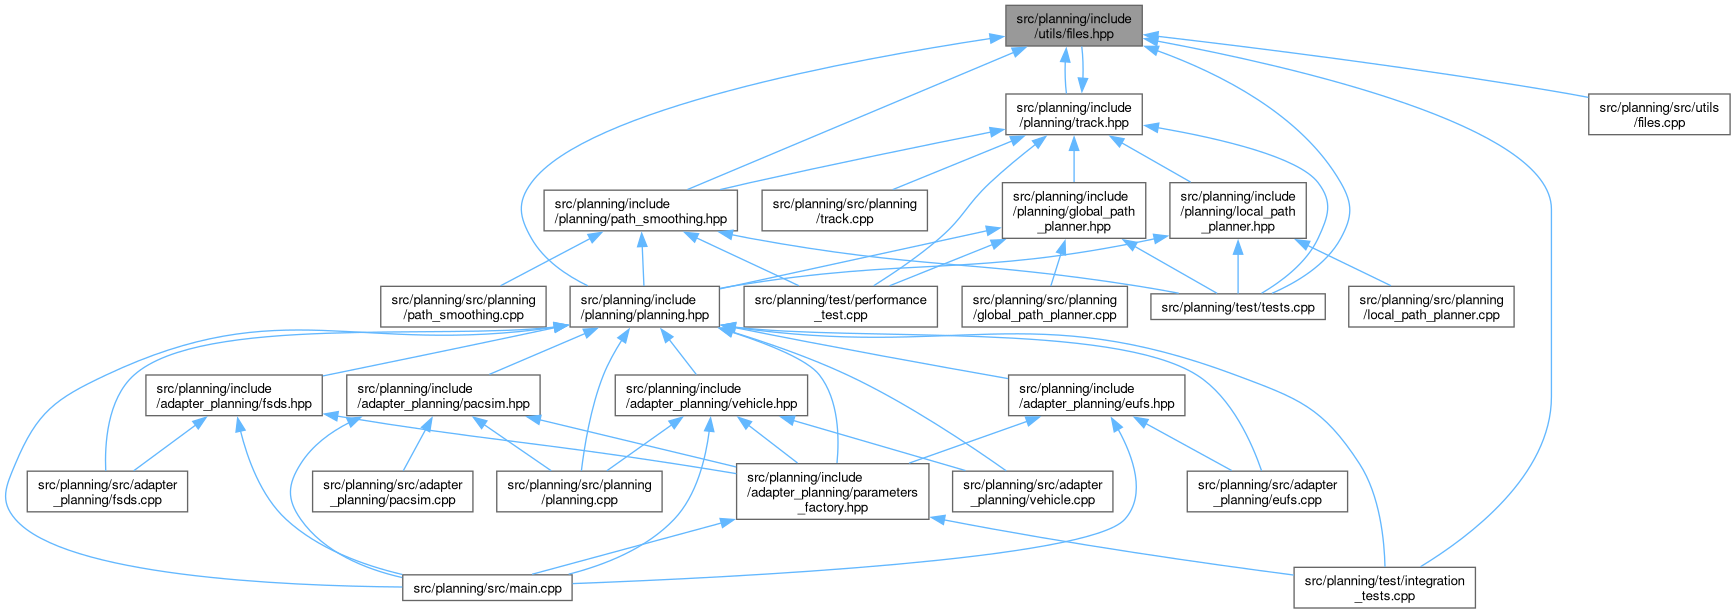 src/planning/include
/utils/files.hpp
src/planning/include
/planning/track.hpp
src/planning/src/utils
/files.cpp
src/planning/include
/planning/path_smoothing.hpp
src/planning/src/planning
/track.cpp
src/planning/include
/planning/global_path
_planner.hpp
src/planning/include
/planning/local_path
_planner.hpp
src/planning/src/planning
/path_smoothing.cpp
src/planning/include
/planning/planning.hpp
src/planning/test/performance
_test.cpp
src/planning/src/planning
/global_path_planner.cpp
src/planning/test/tests.cpp
src/planning/src/planning
/local_path_planner.cpp
src/planning/include
/adapter_planning/fsds.hpp
src/planning/include
/adapter_planning/pacsim.hpp
src/planning/include
/adapter_planning/vehicle.hpp
src/planning/include
/adapter_planning/eufs.hpp
src/planning/src/adapter
_planning/fsds.cpp
src/planning/src/adapter
_planning/pacsim.cpp
src/planning/src/planning
/planning.cpp
src/planning/include
/adapter_planning/parameters
_factory.hpp
src/planning/src/adapter
_planning/vehicle.cpp
src/planning/src/adapter
_planning/eufs.cpp
src/planning/src/main.cpp
src/planning/test/integration
_tests.cpp